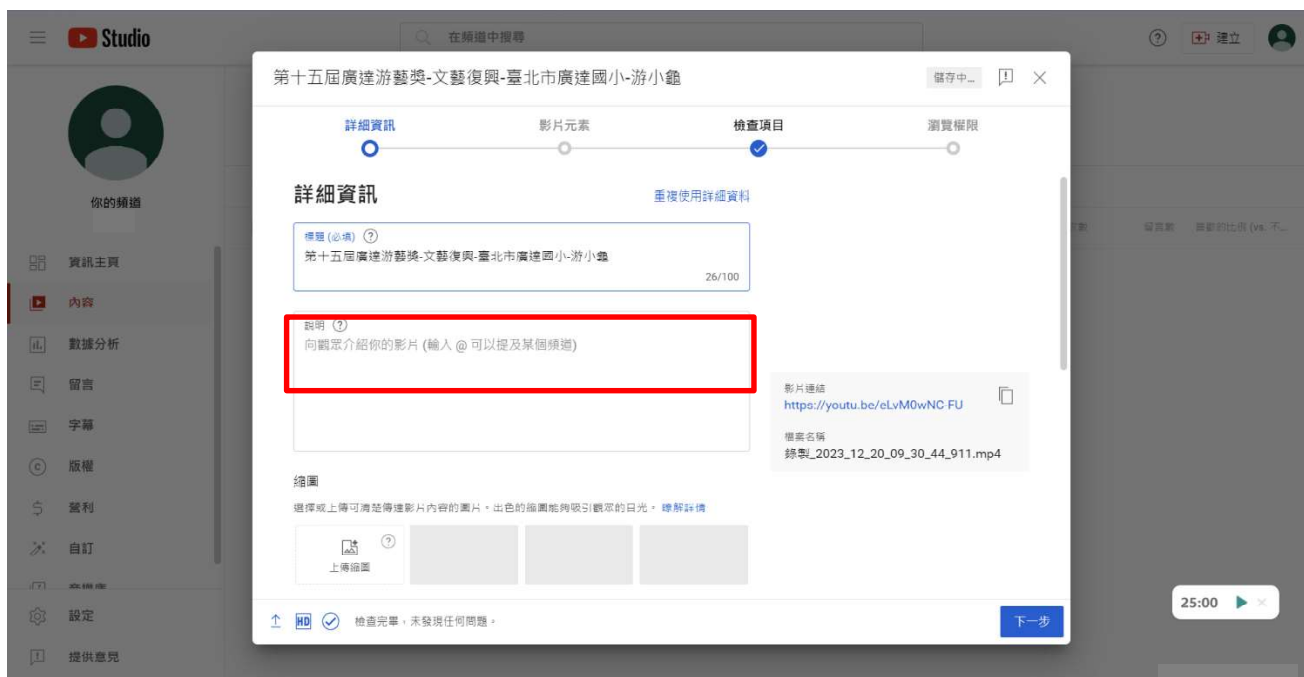 Studio
在頻道中搜尋
建立
第十五屆廣達游藝獎-文藝復興-臺北市廣達國小-游小龜
儲存中...
詳細資訊
影片元素
檢查項目
瀏覽權限
你的頻道
詳細資訊
重複使用詳細資料
標題 (必填)
第十五屆廣達游藝獎-文藝復興-臺北市廣達國小-游小龜
26/100
留言數
資訊主頁
內容
說明
向觀眾介紹你的影片 (輸入 @ 可以提及某個頻道)
數據分析
留言
影片連結
https://youtu.be/eLvM0wNC-FU
字幕
檔案名稱
錄製_2023_12_20_09_30_44_911.mp4
版權
縮圖
選擇或上傳可清楚傳達影片內容的圖片。出色的縮圖能夠吸引觀眾的目光。瞭解詳情
營利
自訂
上傳縮圖
25:00
設定
HD
檢查完畢，未發現任何問題。
下一步
提供意見